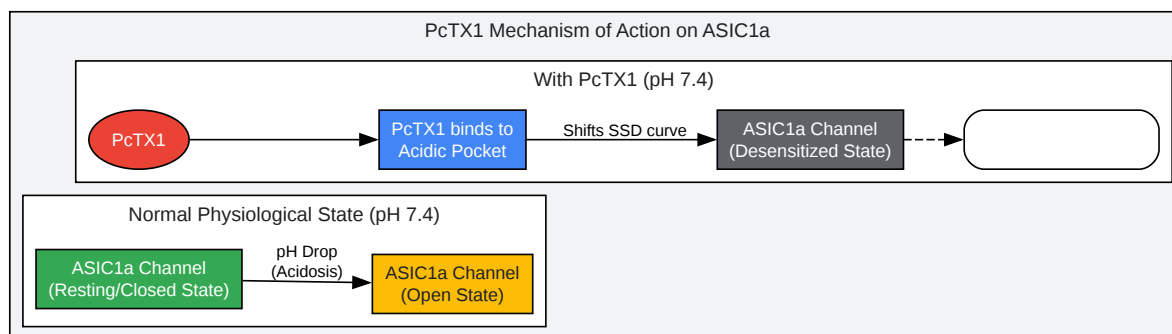 PcTX1 Mechanism of Action on ASIC1a
With PcTX1 (pH 7.4)
PcTX1
PcTX1 binds to
Acidic Pocket
Shifts SSD curve
ASIC1a Channel
(Desensitized State)
Normal Physiological State (pH 7.4)
ASIC1a Channel
(Resting/Closed State)
pH Drop
(Acidosis)
ASIC1a Channel
(Open State)